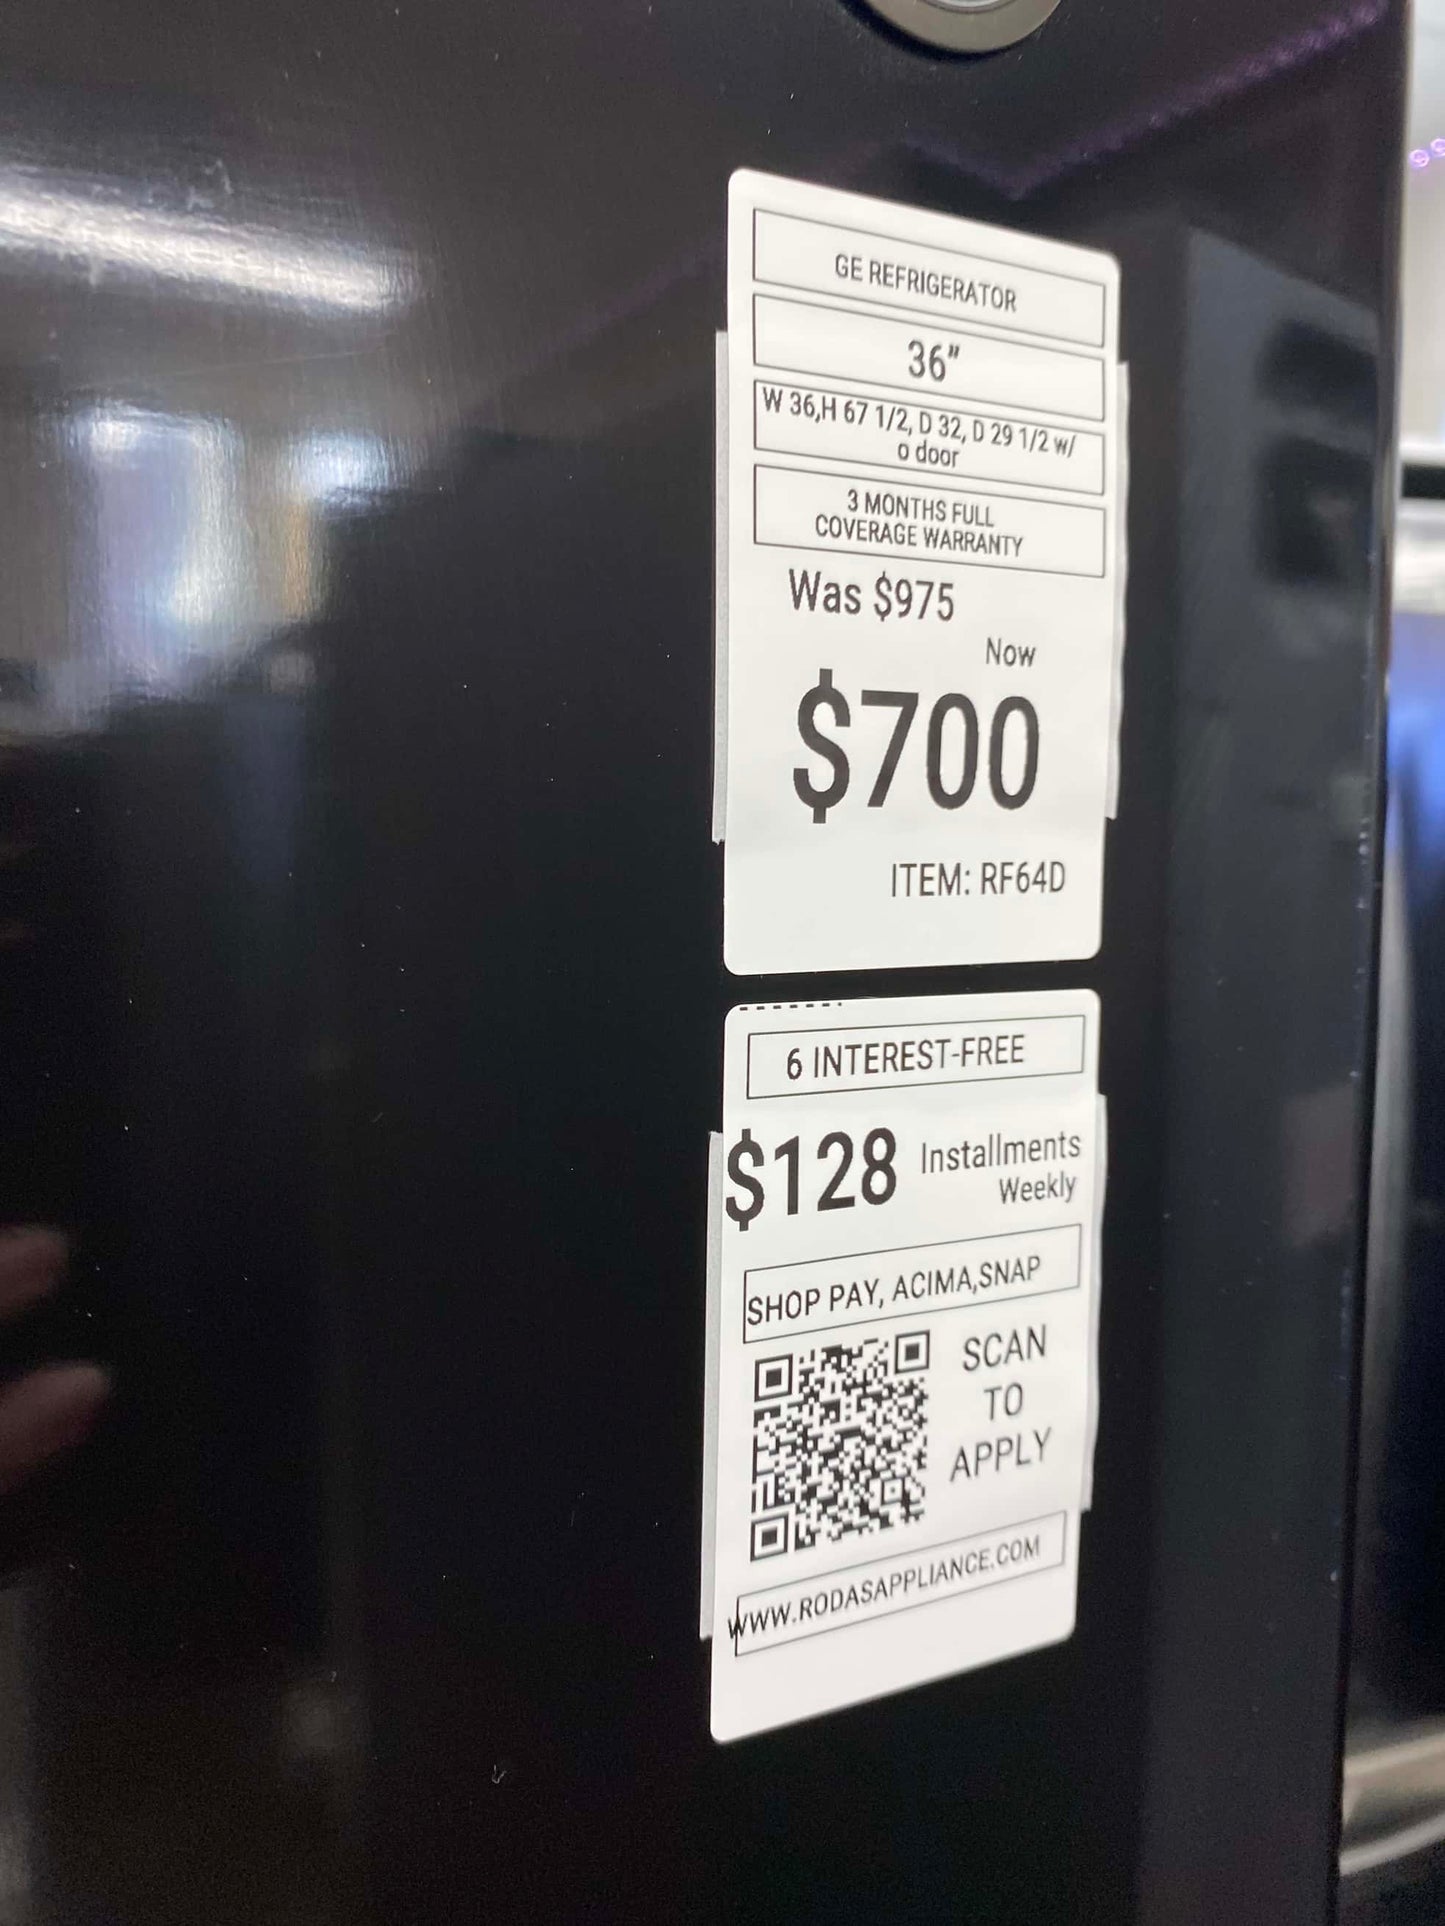 GE REFRIGERATOR
36"
W 36,H 67 1/2, D 32, D 29 1/2 w/
o door
3 MONTHS FULL
COVERAGE WARRANTY
Was $975
Now
$700
ITEM: RF64D
6 INTEREST-FREE
$128 Installments
Weekly
SHOP PAY, ACIMA,SNAP
SCAN
TO
APPLY
WWW.RODASAPPLIANCE.COM